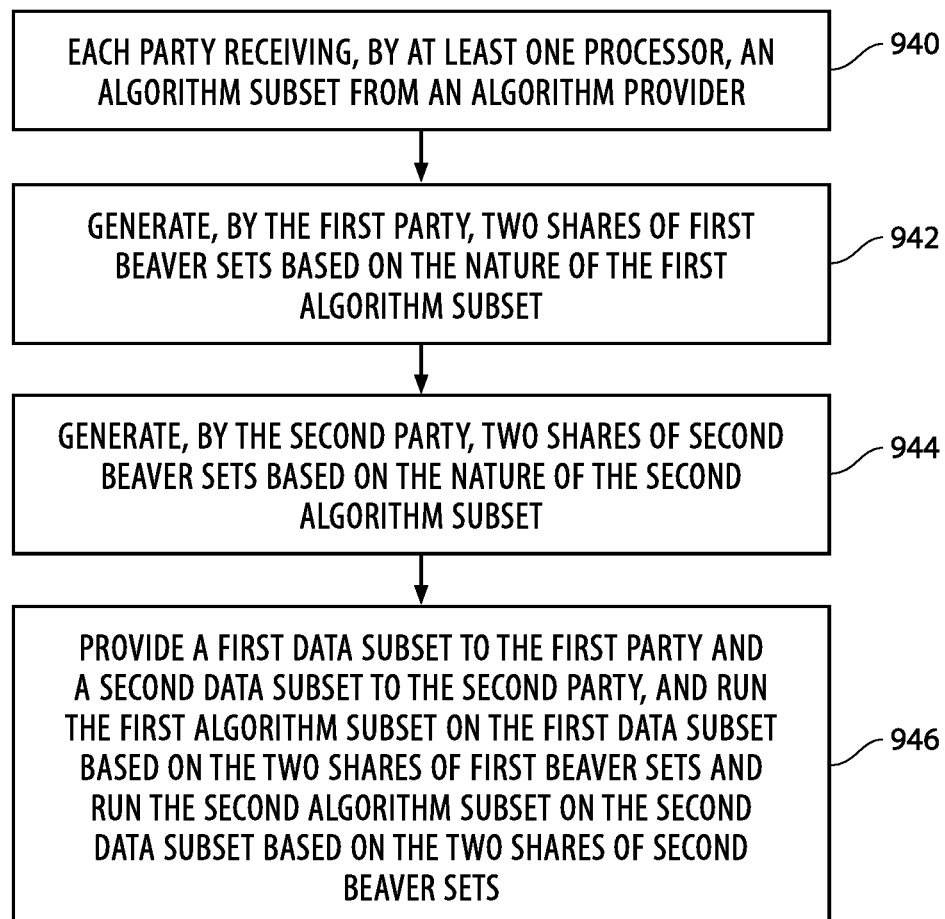 EACH PARTY RECEIVING, BY AT LEAST ONE PROCESSOR, AN
ALGORITHM SUBSET FROM AN ALGORITHM PROVIDER
940
GENERATE, BY THE FIRST PARTY, TWO SHARES OF FIRST
BEAVER SETS BASED ON THE NATURE OF THE FIRST
ALGORITHM SUBSET
942
GENERATE, BY THE SECOND PARTY, TWO SHARES OF SECOND
BEAVER SETS BASED ON THE NATURE OF THE SECOND
ALGORITHM SUBSET
944
PROVIDE A FIRST DATA SUBSET TO THE FIRST PARTY AND
A SECOND DATA SUBSET TO THE SECOND PARTY, AND RUN
THE FIRST ALGORITHM SUBSET ON THE FIRST DATA SUBSET
BASED ON THE TWO SHARES OF FIRST BEAVER SETS AND
RUN THE SECOND ALGORITHM SUBSET ON THE SECOND
DATA SUBSET BASED ON THE TWO SHARES OF SECOND
BEAVER SETS
946